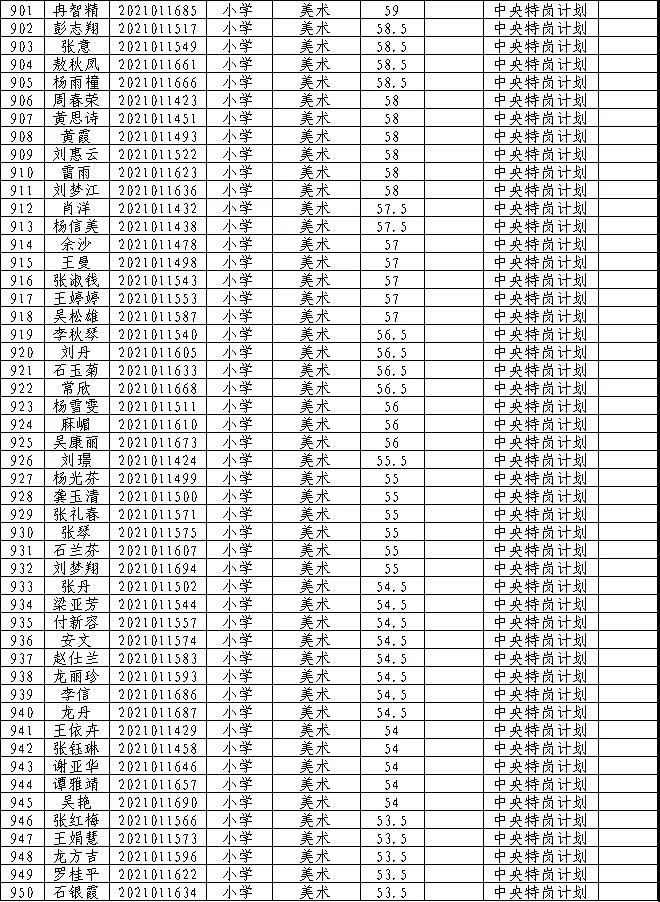 901 冉智精 2021011685 小学 美术 59 中央特岗计划
902 彭志翔 2021011517 小学 美术 58.5 中央特岗计划
903 张意 2021011549 小学 美术 58.5 中央特岗计划
904 敖秋凤 2021011661 小学 美术 58.5 中央特岗计划
905 杨雨橦 2021011666 小学 美术 58.5 中央特岗计划
906 周春荣 2021011423 小学 美术 58 中央特岗计划
907 黄思诗 2021011451 小学 美术 58 中央特岗计划
908 黄霞 2021011493 小学 美术 58 中央特岗计划
909 刘惠云 2021011522 小学 美术 58 中央特岗计划
910 雷雨 2021011623 小学 美术 58 中央特岗计划
911 刘梦江 2021011636 小学 美术 58 中央特岗计划
912 肖洋 2021011432 小学 美术 57.5 中央特岗计划
913 杨信美 2021011438 小学 美术 57.5 中央特岗计划
914 余沙 2021011478 小学 美术 57 中央特岗计划
915 王曼 2021011498 小学 美术 57 中央特岗计划
916 张淑钱 2021011543 小学 美术 57 中央特岗计划
917 王婷婷 2021011553 小学 美术 57 中央特岗计划
918 吴松雄 2021011587 小学 美术 57 中央特岗计划
919 李秋琴 2021011540 小学 美术 56.5 中央特岗计划
920 刘丹 2021011605 小学 美术 56.5 中央特岗计划
921 石玉菊 2021011633 小学 美术 56.5 中央特岗计划
922 常欣 2021011668 小学 美术 56.5 中央特岗计划
923 杨雪雯 2021011511 小学 美术 56 中央特岗计划
924 麻嵋 2021011610 小学 美术 56 中央特岗计划
925 吴康丽 2021011673 小学 美术 56 中央特岗计划
926 刘璟 2021011424 小学 美术 55.5 中央特岗计划
927 杨光芬 2021011499 小学 美术 55 中央特岗计划
928 龚玉清 2021011500 小学 美术 55 中央特岗计划
929 张礼春 2021011571 小学 美术 55 中央特岗计划
930 张琴 2021011575 小学 美术 55 中央特岗计划
931 石兰芬 2021011607 小学 美术 55 中央特岗计划
932 刘梦翔 2021011694 小学 美术 55 中央特岗计划
933 张丹 2021011502 小学 美术 54.5 中央特岗计划
934 梁亚芳 2021011544 小学 美术 54.5 中央特岗计划
935 付新容 2021011557 小学 美术 54.5 中央特岗计划
936 安文 2021011574 小学 美术 54.5 中央特岗计划
937 赵仕兰 2021011583 小学 美术 54.5 中央特岗计划
938 龙丽珍 2021011593 小学 美术 54.5 中央特岗计划
939 李信 2021011686 小学 美术 54.5 中央特岗计划
940 龙丹 2021011687 小学 美术 54.5 中央特岗计划
941 王依卉 2021011429 小学 美术 54 中央特岗计划
942 张钰琳 2021011458 小学 美术 54 中央特岗计划
943 谢亚华 2021011646 小学 美术 54 中央特岗计划
944 谭雅靖 2021011657 小学 美术 54 中央特岗计划
945 吴艳 2021011690 小学 美术 54 中央特岗计划
946 张红梅 2021011566 小学 美术 53.5 中央特岗计划
947 王娟慧 2021011573 小学 美术 53.5 中央特岗计划
948 龙方吉 2021011596 小学 美术 53.5 中央特岗计划
949 罗桂平 2021011622 小学 美术 53.5 中央特岗计划
950 石银霞 2021011634 小学 美术 53.5 中央特岗计划